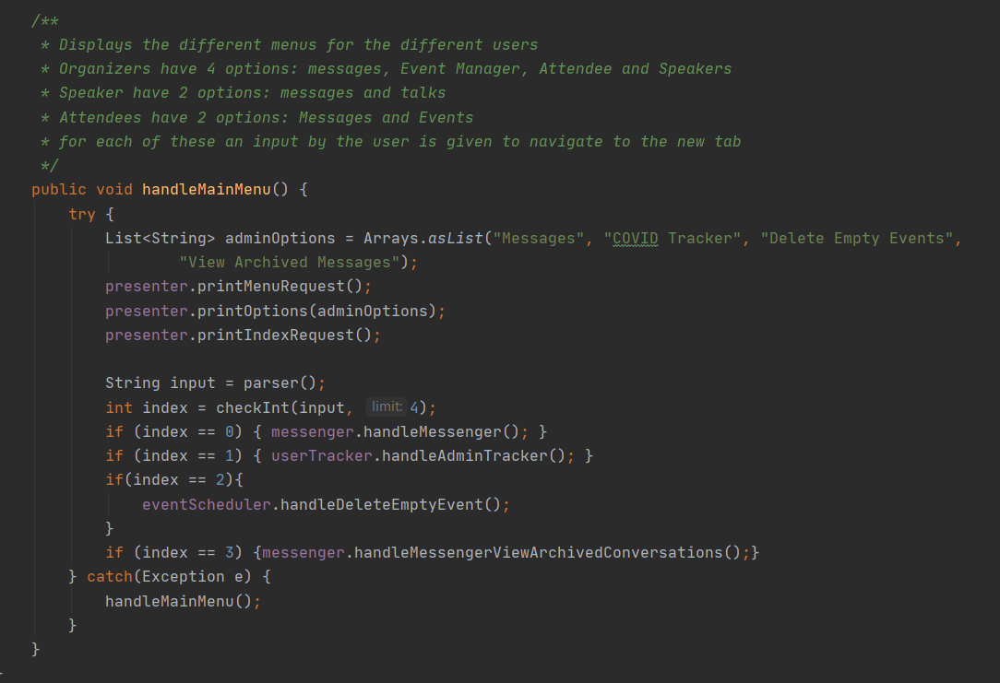 /**
 * Displays the different menus for the different users
 * Organizers have 4 options: messages, Event Manager, Attendee and Speakers
 * Speaker have 2 options: messages and talks
 * Attendees have 2 options: Messages and Events
 * for each of these an input by the user is given to navigate to the new tab
 */
public void handleMainMenu() {
    try {
        List<String> adminOptions = Arrays.asList("Messages", "COVID Tracker", "Delete Empty Events",
                "View Archived Messages");
        presenter.printMenuRequest();
        presenter.printOptions(adminOptions);
        presenter.printIndexRequest();

        String input = parser();
        int index = checkInt(input, limit: 4);
        if (index == 0) { messenger.handleMessenger(); }
        if (index == 1) { userTracker.handleAdminTracker(); }
        if(index == 2){
            eventScheduler.handleDeleteEmptyEvent();
        }
        if (index == 3) {messenger.handleMessengerViewArchivedConversations();}
    } catch(Exception e) {
        handleMainMenu();
    }
}